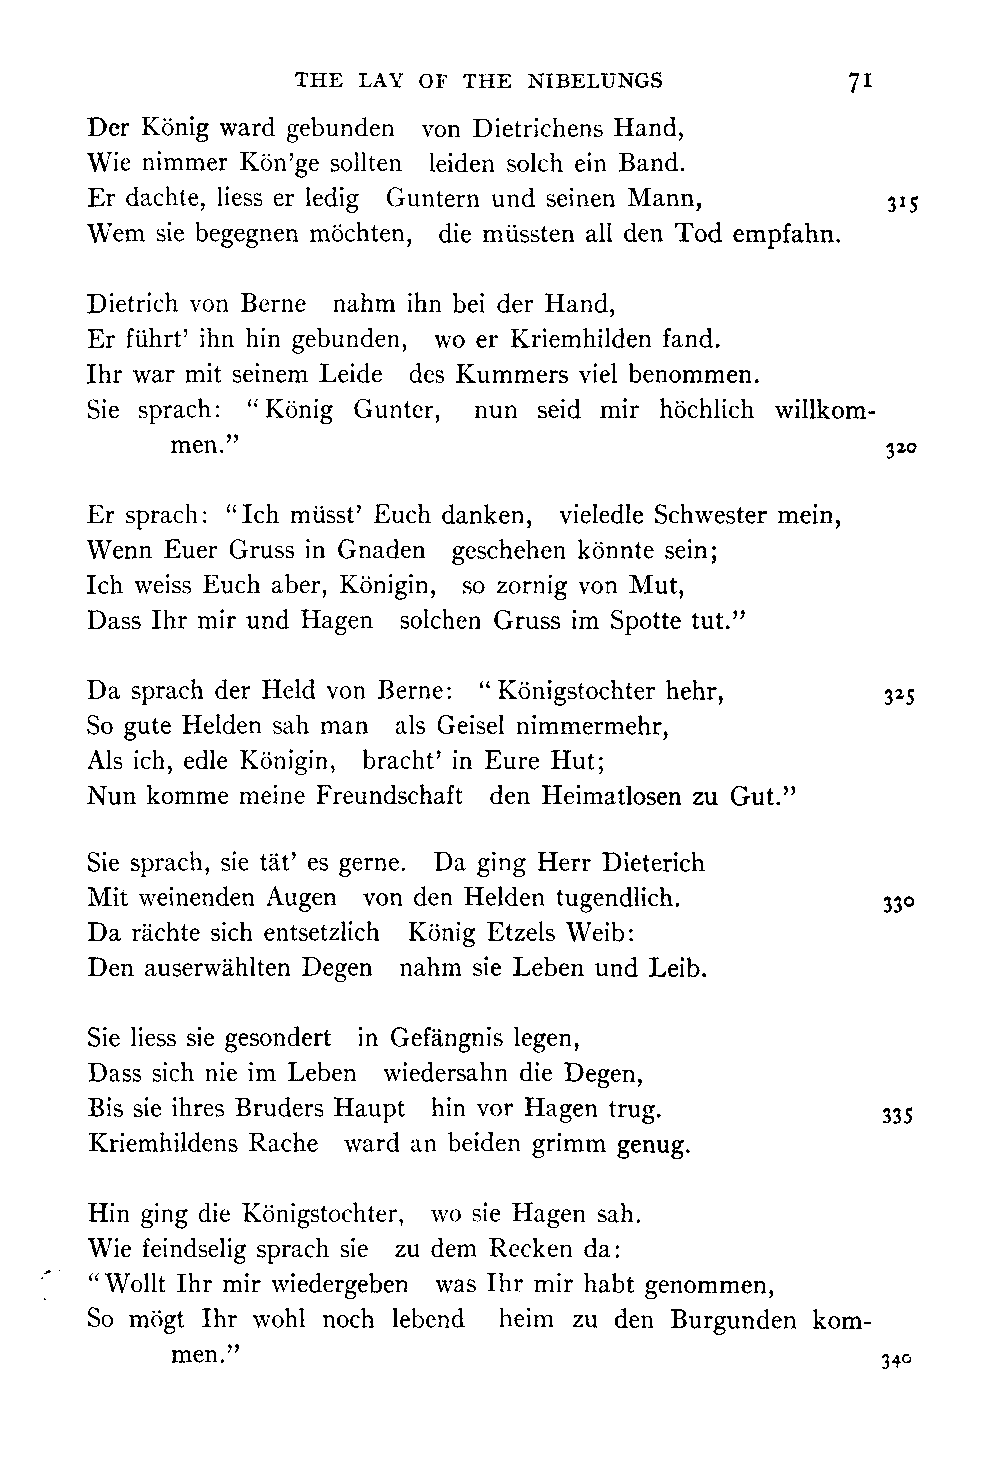 THE LAY OF THE NIBELUNGS 71
Der König ward gebunden von Dietrichens Hand,
Wie nimmer Kön'ge sollten leiden solch ein Band.
Er dachte, liess er ledig Guntern und seinen Mann, 315
Wem sie begegnen möchten, die müssten all den Tod empfahn.

Dietrich von Berne nahm ihn bei der Hand,
Er führt' ihn hin gebunden, wo er Kriemhilden fand.
Ihr war mit seinem Leide des Kummers viel benommen.
Sie sprach: "König Gunter, nun seid mir höchlich willkom-
men." 320

Er sprach: "Ich müsst' Euch danken, vieledle Schwester mein,
Wenn Euer Gruss in Gnaden geschehen könnte sein;
Ich weiss Euch aber, Königin, so zornig von Mut,
Dass Ihr mir und Hagen solchen Gruss im Spotte tut."

Da sprach der Held von Berne: "Königstochter hehr, 325
So gute Helden sah man als Geisel nimmermehr,
Als ich, edle Königin, bracht' in Eure Hut;
Nun komme meine Freundschaft den Heimatlosen zu Gut."

Sie sprach, sie tät' es gerne. Da ging Herr Dieterich
Mit weinenden Augen von den Helden tugendlich. 330
Da rächte sich entsetzlich König Etzels Weib:
Den auserwählten Degen nahm sie Leben und Leib.

Sie liess sie gesondert in Gefängnis legen,
Dass sich nie im Leben wiedersahn die Degen,
Bis sie ihres Bruders Haupt hin vor Hagen trug. 335
Kriemhildens Rache ward an beiden grimm genug.

Hin ging die Königstochter, wo sie Hagen sah.
Wie feindselig sprach sie zu dem Recken da:
"Wollt Ihr mir wiedergeben was Ihr mir habt genommen,
So mögt Ihr wohl noch lebend heim zu den Burgunden kom-
men." 340